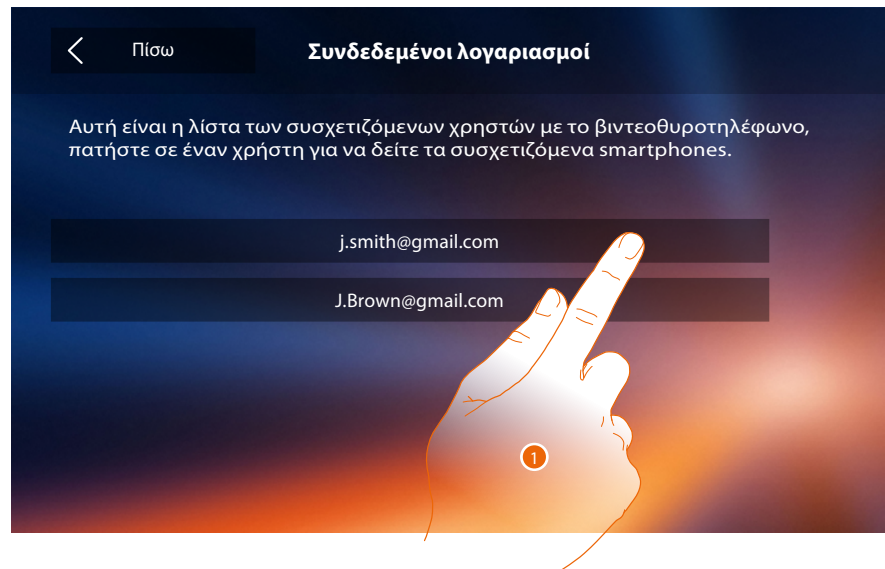 Πίσω
Συνδεδεμένοι λογαριασμοί
Αυτή είναι η λίστα των συσχετιζόμενων χρηστών με το βιντεοθυροτηλέφωνο,
πατήστε σε έναν χρήστη για να δείτε τα συσχετιζόμενα smartphones.
j.smith@gmail.com
J.Brown@gmail.com
1